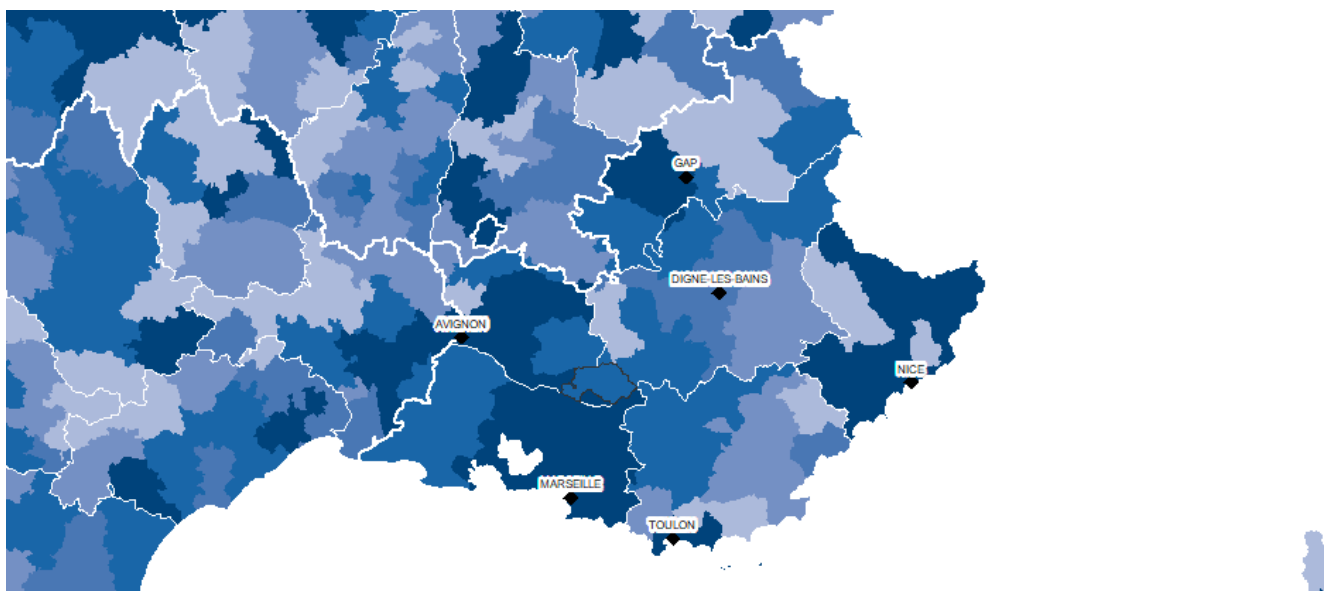 GAP
DIGNE-LES-BAINS
AVIGNON
NICE
MARSEILLE
TOULON